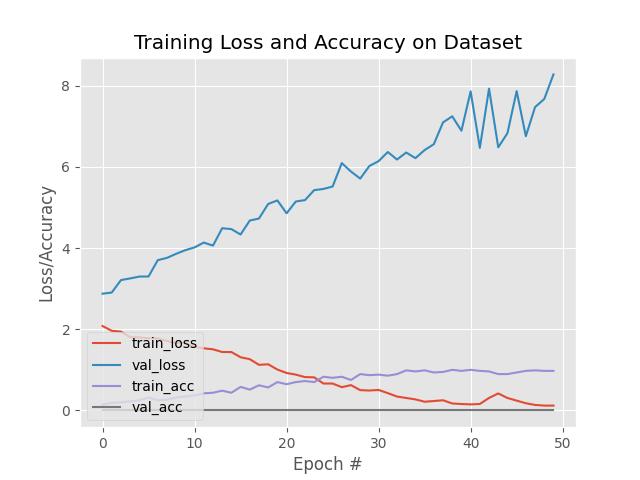 Training Loss and Accuracy on Dataset
Loss/Accuracy
8
6
4
2
0
train_loss
val_loss
train_acc
val_acc
0 10 20 30 40 50
Epoch #